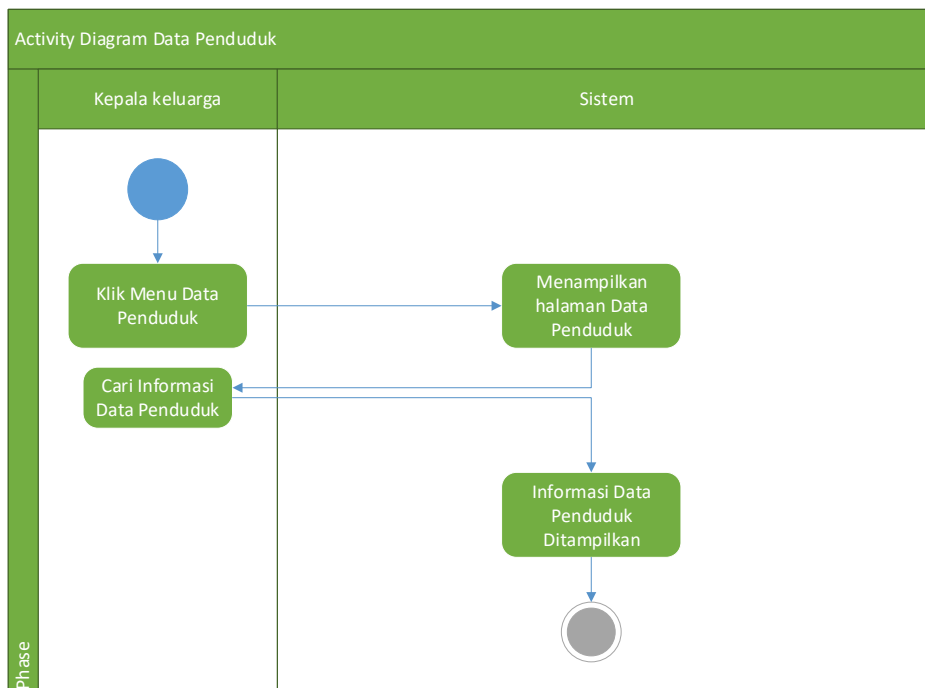 Activity Diagram Data Penduduk
Kepala keluarga
Sistem
Klik Menu Data
Penduduk
Menampilkan
halaman Data
Penduduk
Cari Informasi
Data Penduduk
Informasi Data
Penduduk
Ditampilkan
Phase